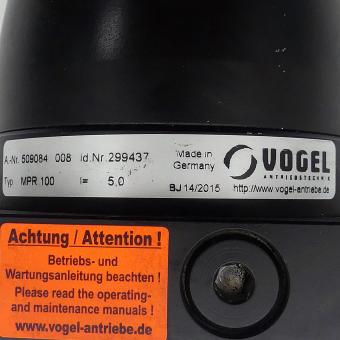 A.-Nr. 509084 008 Id.Nr. 299437
Made in
Germany
VOGEL
ANTRIEBSTECHNIK
Typ MPR 100 i= 5,0
BJ 14/2015 http://www.vogel-antriebe.de
Achtung / Attention !
Betriebs- und
Wartungsanleitung beachten !
Please read the operating-
and maintenance manuals !
www.vogel-antriebe.de